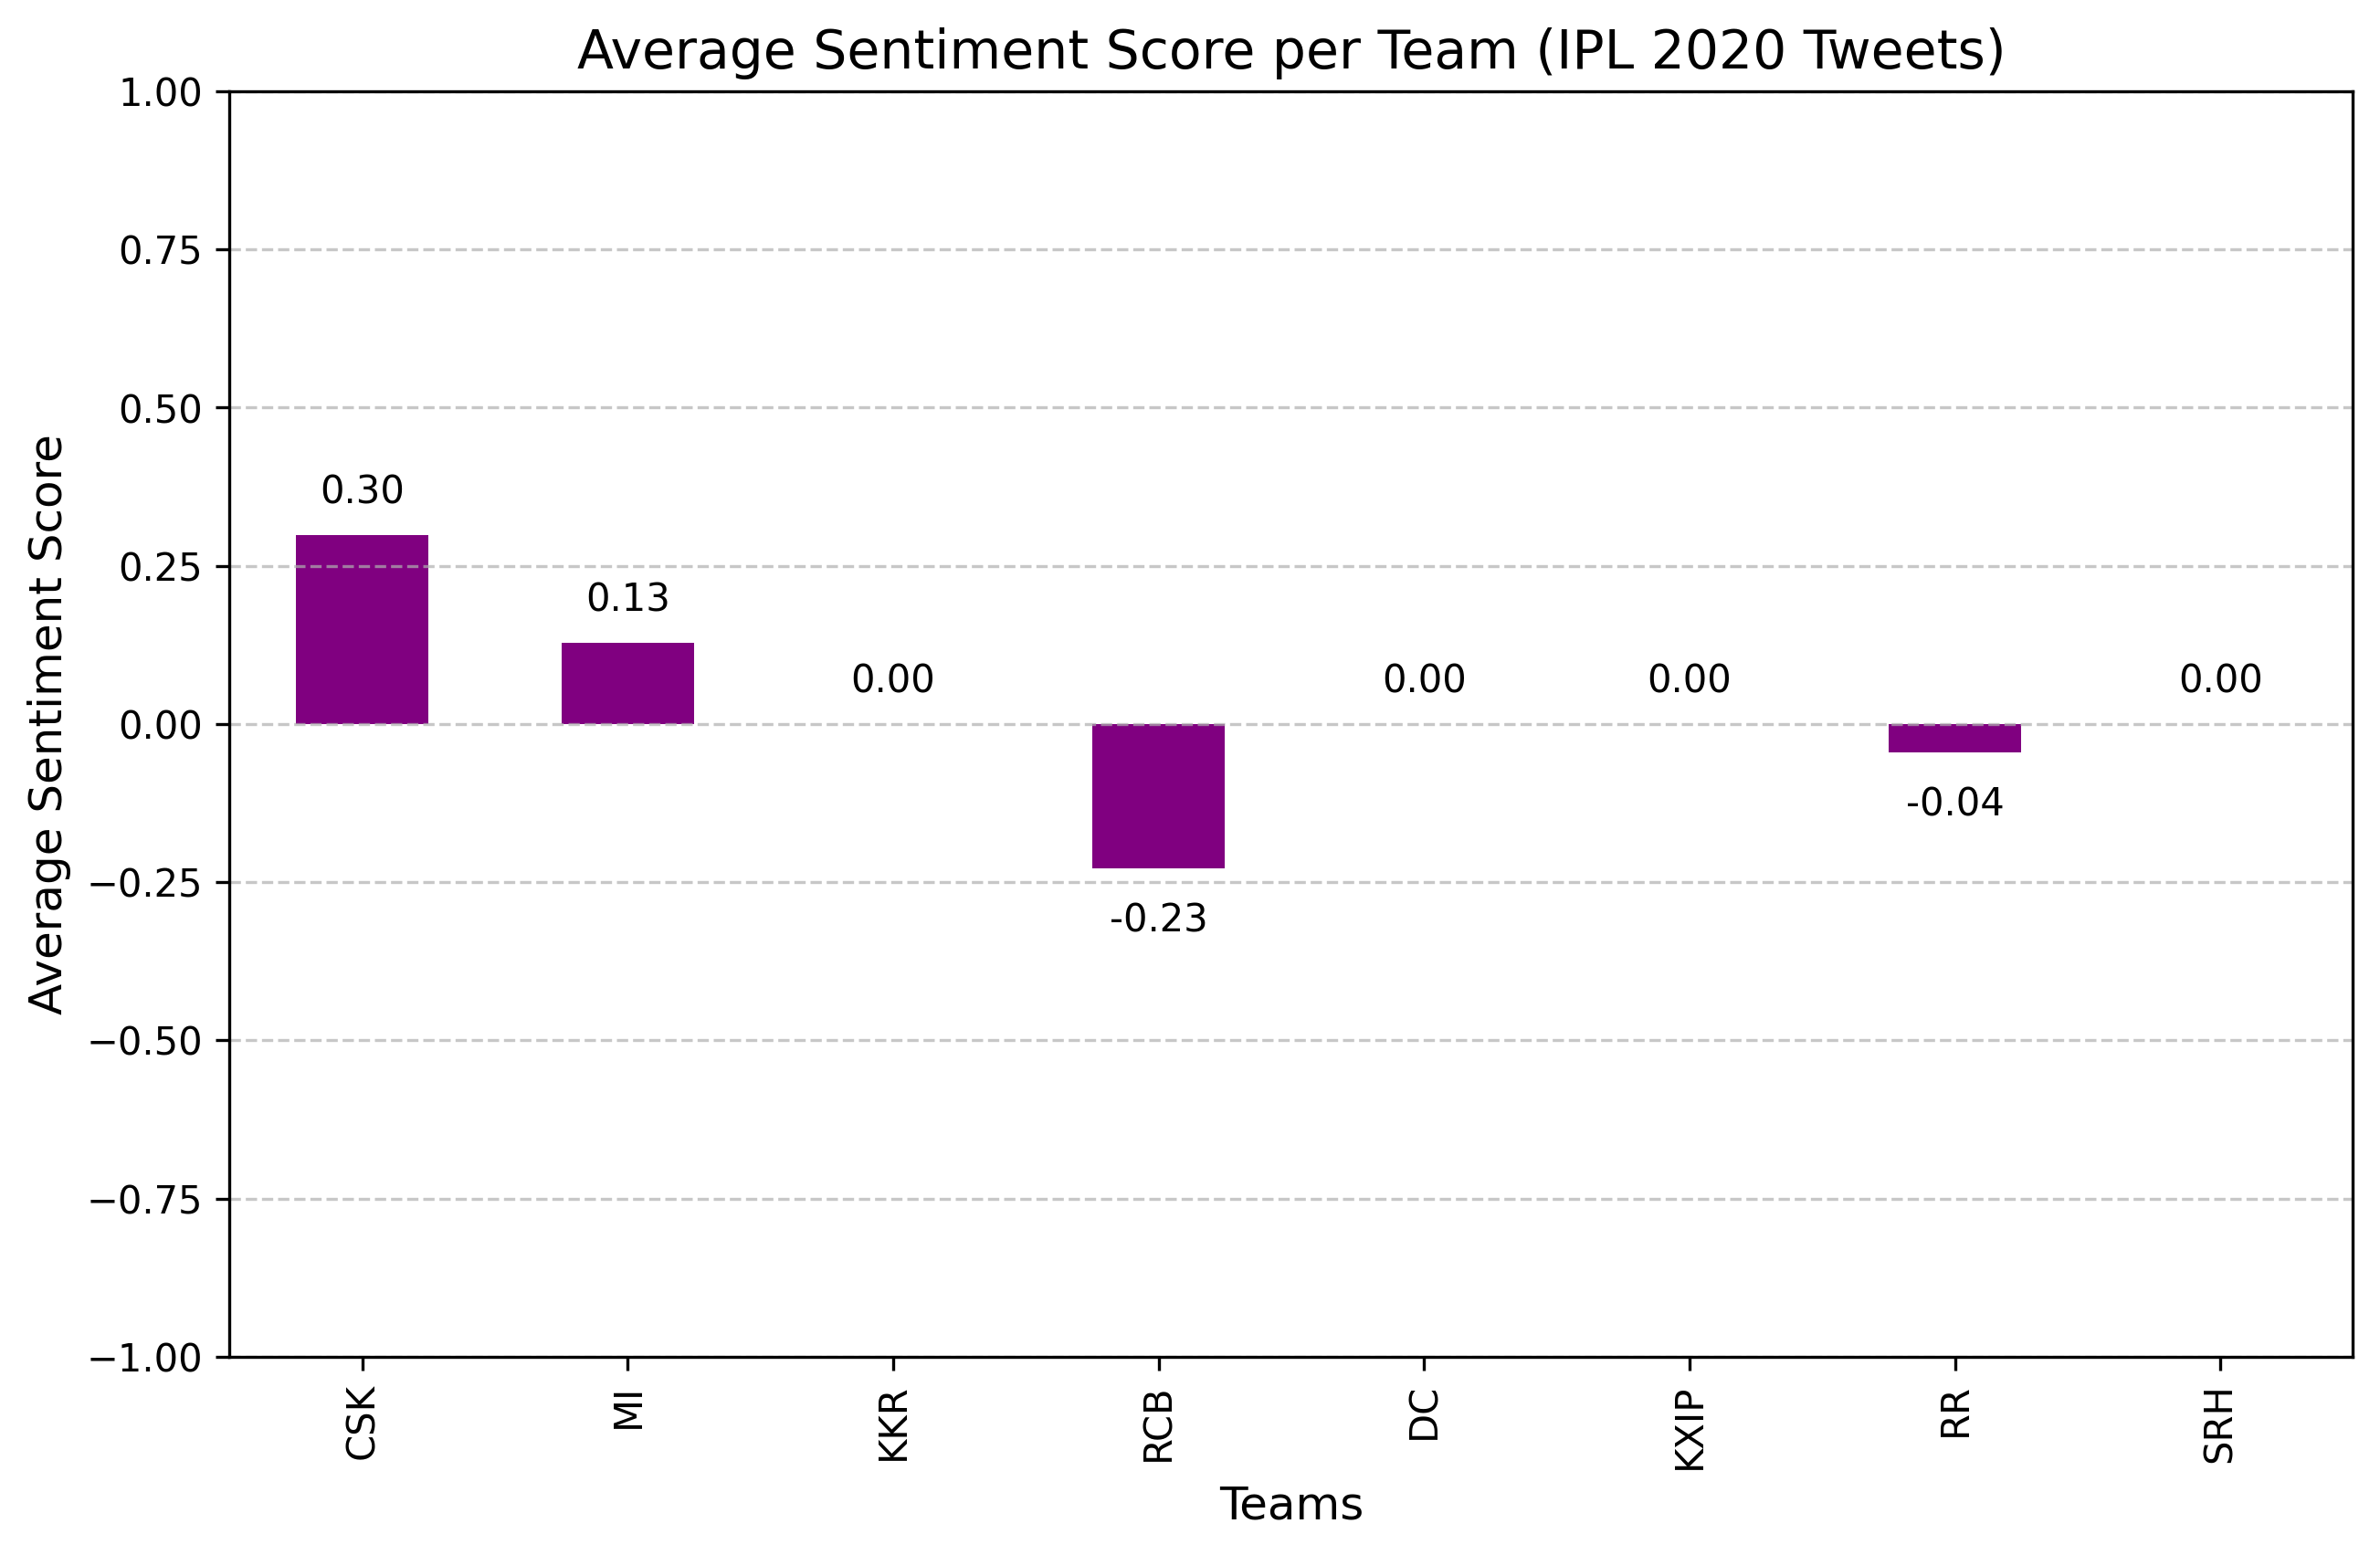 Average Sentiment Score per Team (IPL 2020 Tweets)
Average Sentiment Score
1.00
0.75
0.50
0.25
0.00
−0.25
−0.50
−0.75
−1.00
0.30
0.13
0.00
-0.23
0.00
0.00
-0.04
0.00
CSK
MI
KKR
RCB
DC
KXIP
RR
SRH
Teams